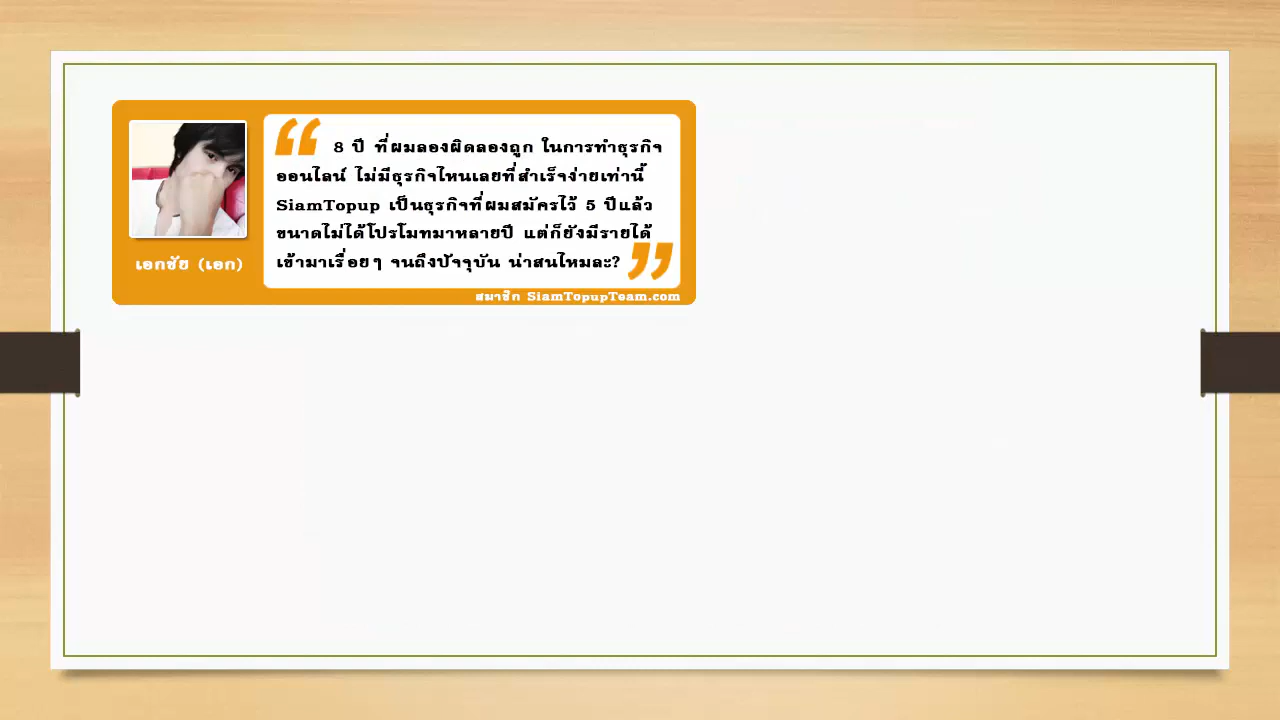 8 ปี ที่ผมลองผิดลองถูก ในการทำธุรกิจ
ออนไลน์ ไม่มีธุรกิจไหนเลยที่สำเร็จง่ายเท่านี้
SiamTopup เป็นธุรกิจที่ผมสมัครไว้ 5 ปีแล้ว
ขนาดไม่ได้โปรโมทมาหลายปี แต่ก็ยังมีรายได้
เข้ามาเรื่อยๆ จนถึงปัจจุบัน น่าสนไหมละ?
เอกชัย (เอก)
สมาชิก SiamTopupTeam.com